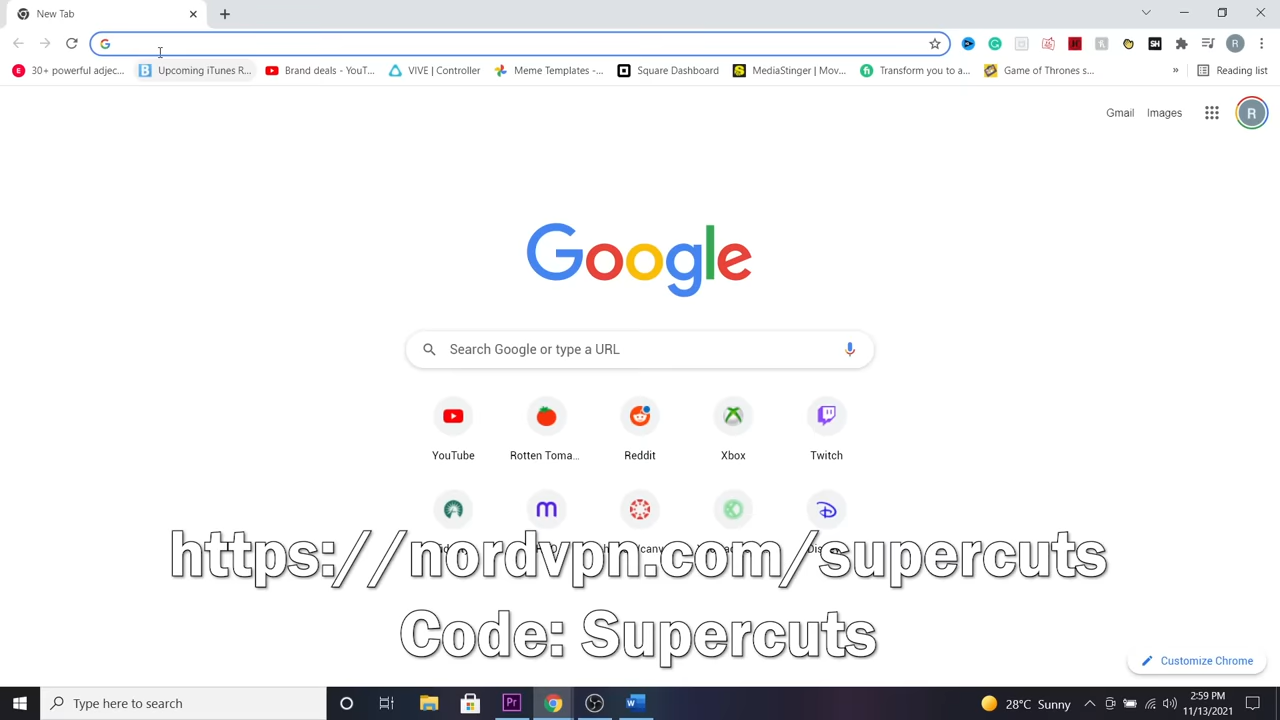 New Tab
30+ powerful adjec...
Upcoming iTunes R...
Brand deals - YouT...
VIVE | Controller
Meme Templates -...
Square Dashboard
MediaStinger | Mov...
Transform you to a...
Game of Thrones s...
»
Reading list
Gmail
Images
R
Google
Search Google or type a URL
YouTube
Rotten Toma...
Reddit
Xbox
Twitch
https://nordvpn.com/supercuts
Code: Supercuts
Customize Chrome
Type here to search
28°C Sunny
2:59 PM
11/13/2021